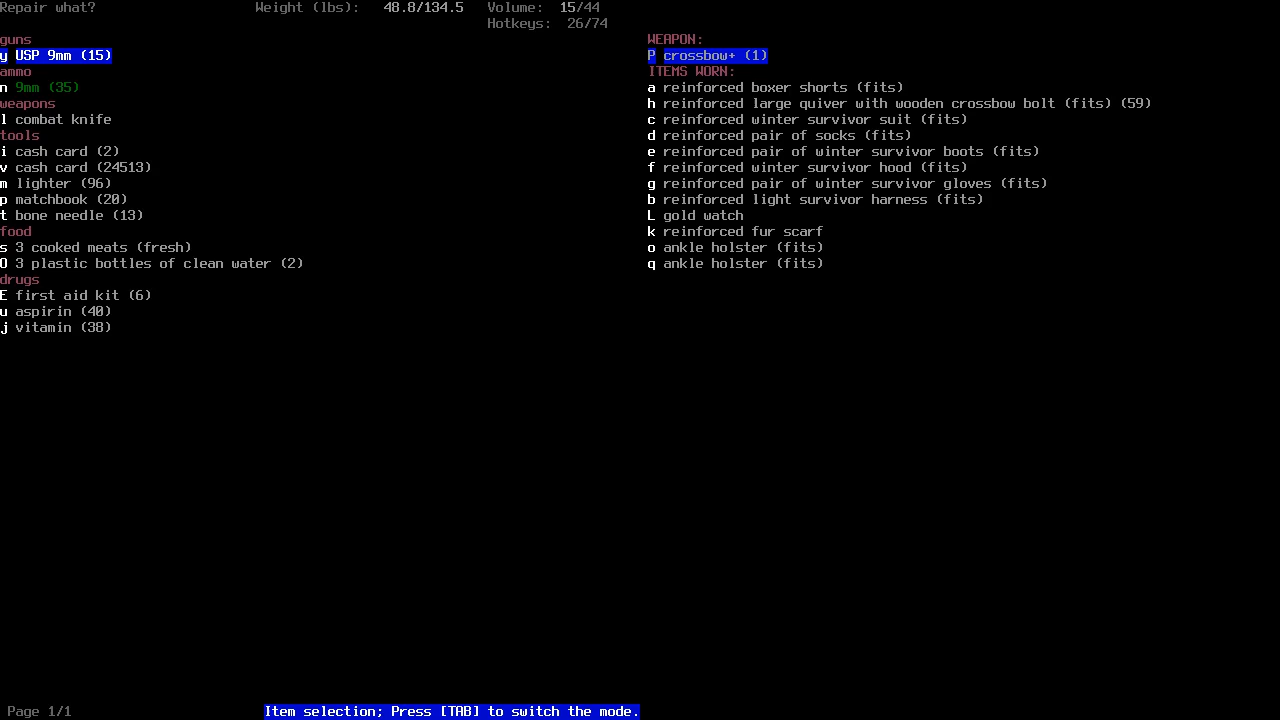 Repair what? Weight (lbs): 48.8/134.5 Volume: 15/44
Hotkeys: 26/74
guns
y USP 9mm (15)
ammo
n 9mm (35)
weapons
l combat knife
tools
i cash card (2)
v cash card (24513)
m lighter (96)
p matchbook (20)
t bone needle (13)
food
s 3 cooked meats (fresh)
O 3 plastic bottles of clean water (2)
drugs
E first aid kit (6)
u aspirin (40)
j vitamin (38)
WEAPON:
P crossbow+ (1)
ITEMS WORN:
a reinforced boxer shorts (fits)
h reinforced large quiver with wooden crossbow bolt (fits) (59)
c reinforced winter survivor suit (fits)
d reinforced pair of socks (fits)
e reinforced pair of winter survivor boots (fits)
f reinforced winter survivor hood (fits)
g reinforced pair of winter survivor gloves (fits)
b reinforced light survivor harness (fits)
L gold watch
k reinforced fur scarf
o ankle holster (fits)
q ankle holster (fits)
Page 1/1 Item selection; Press [TAB] to switch the mode.